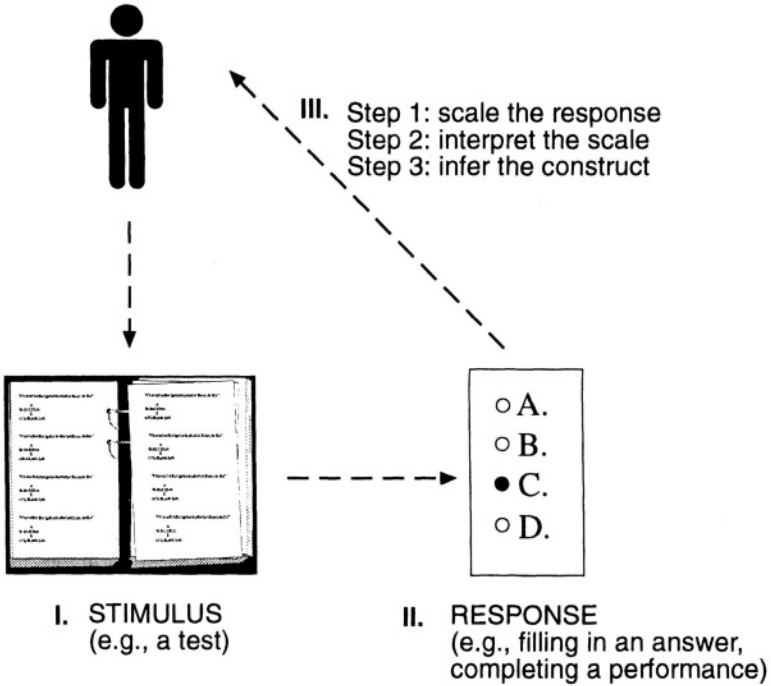 III. Step 1: scale the response
Step 2: interpret the scale
Step 3: infer the construct
A.
B.
C.
D.
I. STIMULUS
(e.g., a test)
II. RESPONSE
(e.g., filling in an answer,
completing a performance)